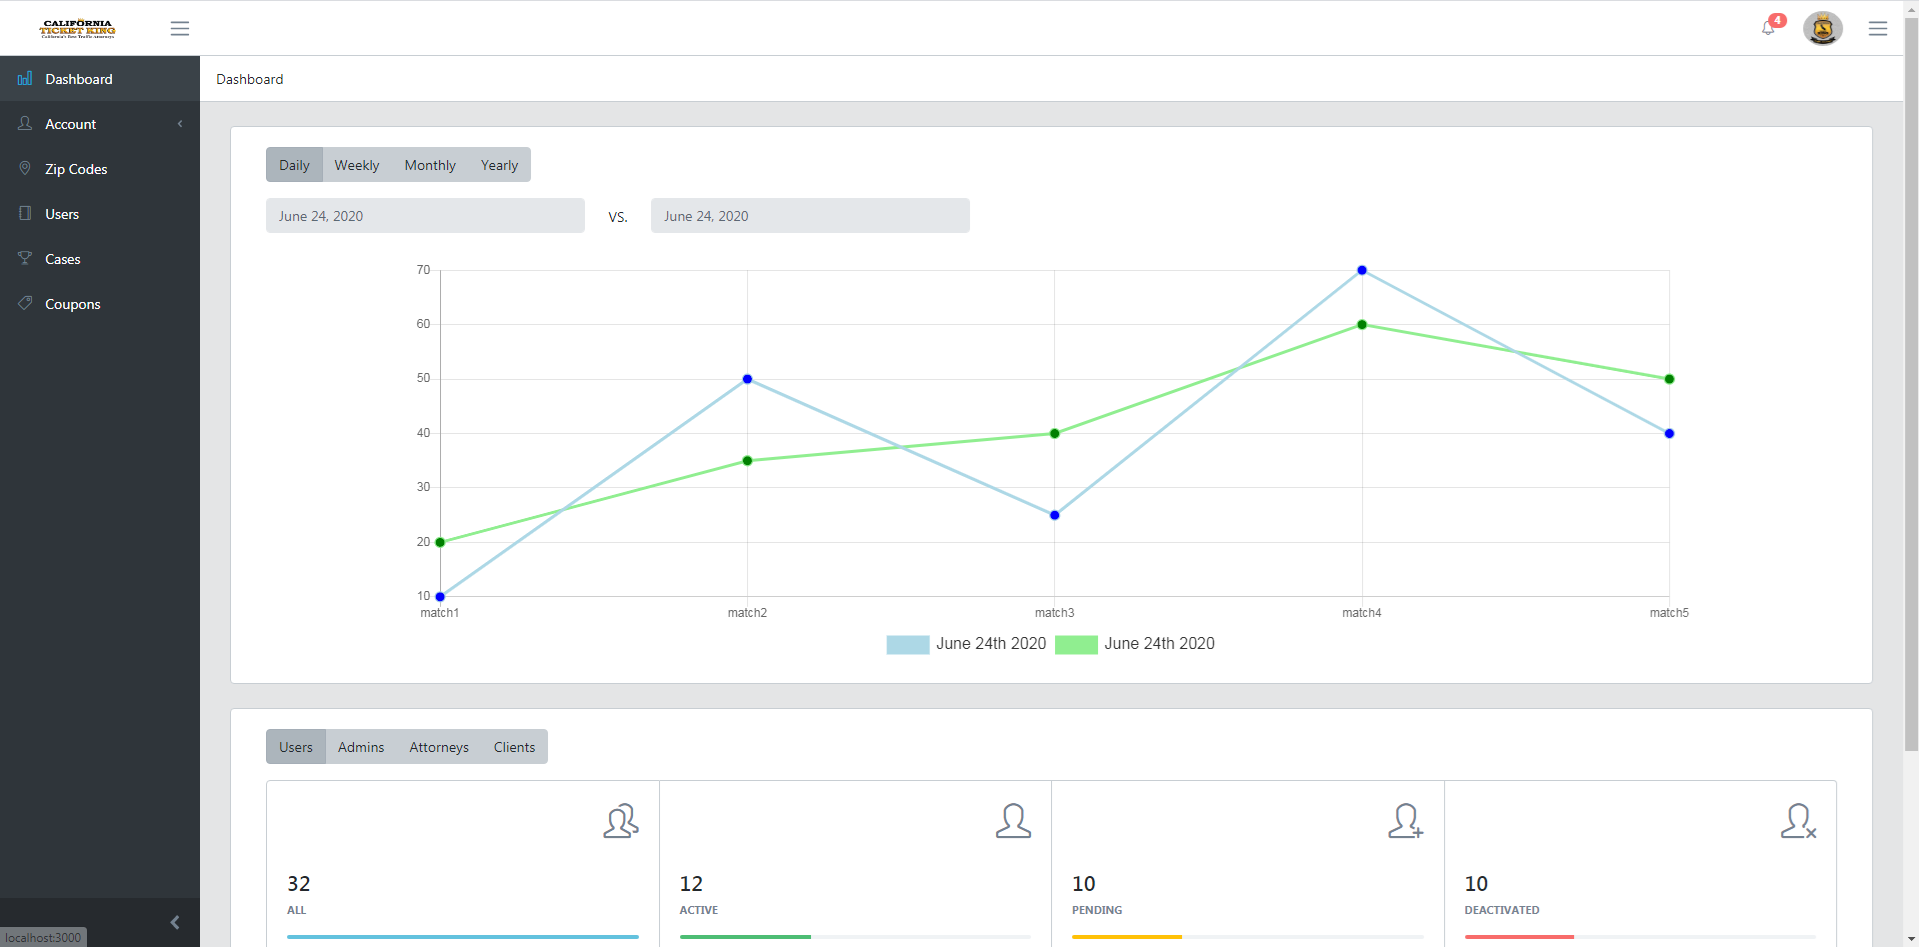 CALIFORNIA
TICKET KING
California's Best Traffic Attorneys
4
Dashboard
Account
Zip Codes
Users
Cases
Coupons
Dashboard
Daily Weekly Monthly Yearly
June 24, 2020 VS. June 24, 2020
70
60
50
40
30
20
10
match1 match2 match3 match4 match5
June 24th 2020 June 24th 2020
Users Admins Attorneys Clients
32 12 10 10
ALL ACTIVE PENDING DEACTIVATED
localhost:3000